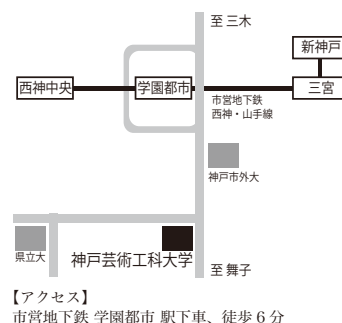 至 三木
新神戸
西神中央
学園都市
三宮
市営地下鉄
西神・山手線
神戸市外大
県立大
神戸芸術工科大学
至 舞子
【アクセス】
市営地下鉄 学園都市 駅下車、徒歩 6 分